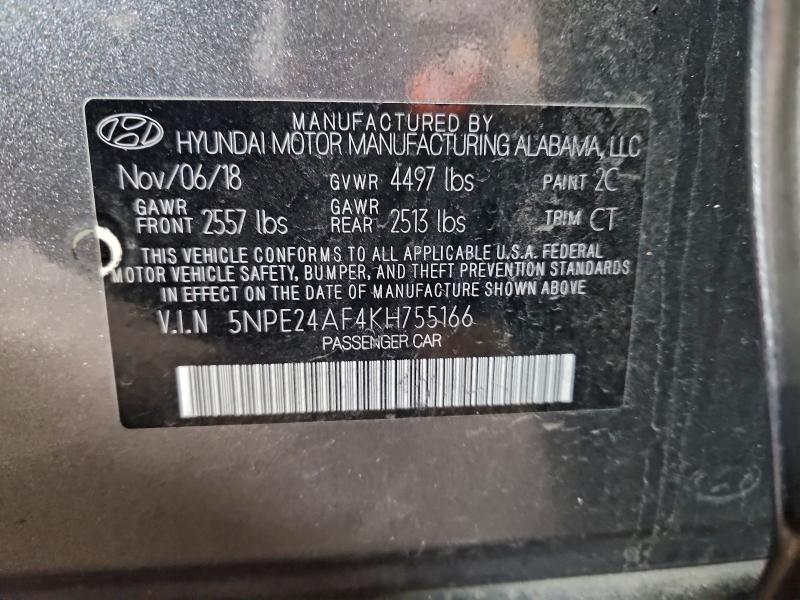 MANUFACTURED BY
HYUNDAI MOTOR MANUFACTURING ALABAMA, LLC
Nov/06/18 GVWR 4497 lbs PAINT 2C
GAWR FRONT 2557 lbs GAWR REAR 2513 lbs TRIM CT
THIS VEHICLE CONFORMS TO ALL APPLICABLE U.S.A. FEDERAL
MOTOR VEHICLE SAFETY, BUMPER, AND THEFT PREVENTION STANDARDS
IN EFFECT ON THE DATE OF MANUFACTURE SHOWN ABOVE.
V.I.N 5NPE24AF4KH755166
PASSENGER CAR